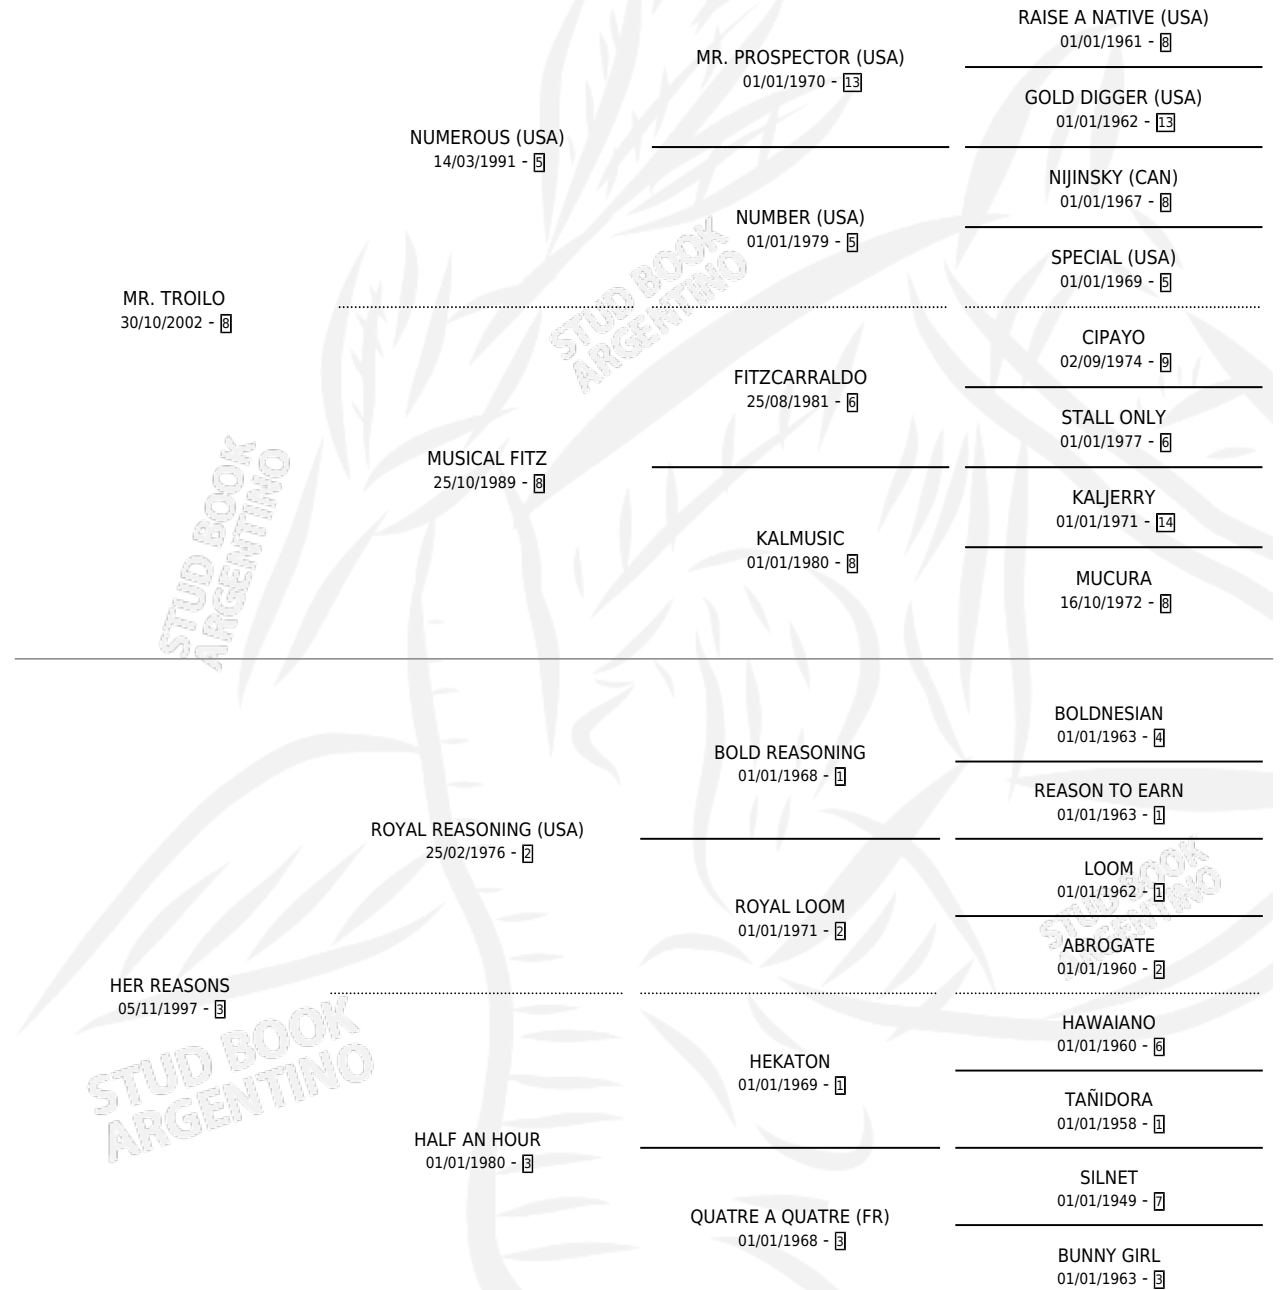 RAISE A NATIVE (USA)
01/01/1961 - 8
MR. PROSPECTOR (USA)
01/01/1970 - 13
GOLD DIGGER (USA)
01/01/1962 - 13
NUMEROUS (USA)
14/03/1991 - 5
NIJINSKY (CAN)
01/01/1967 - 8
NUMBER (USA)
01/01/1979 - 5
SPECIAL (USA)
01/01/1969 - 5
MR. TROILO
30/10/2002 - 8
CIPAYO
02/09/1974 - 9
FITZCARRALDO
25/08/1981 - 6
STALL ONLY
01/01/1977 - 6
MUSICAL FITZ
25/10/1989 - 8
KALJERRY
01/01/1971 - 14
KALMUSIC
01/01/1980 - 8
MUCURA
16/10/1972 - 8
BOLDNESIAN
01/01/1963 - 4
BOLD REASONING
01/01/1968 - 1
REASON TO EARN
01/01/1963 - 1
ROYAL REASONING (USA)
25/02/1976 - 2
LOOM
01/01/1962 - 1
ROYAL LOOM
01/01/1971 - 2
ABROGATE
01/01/1960 - 2
HER REASONS
05/11/1997 - 3
HAWAIANO
01/01/1960 - 6
HEKATON
01/01/1969 - 1
TAÑIDORA
01/01/1958 - 1
HALF AN HOUR
01/01/1980 - 3
SILNET
01/01/1949 - 7
QUATRE A QUATRE (FR)
01/01/1968 - 3
BUNNY GIRL
01/01/1963 - 3
STUD BOOK
ARGENTINO
STUD BOOK
ARGENTINO
STUD BOOK
ARGENTINO
STUD BOOK
ARGENTINO